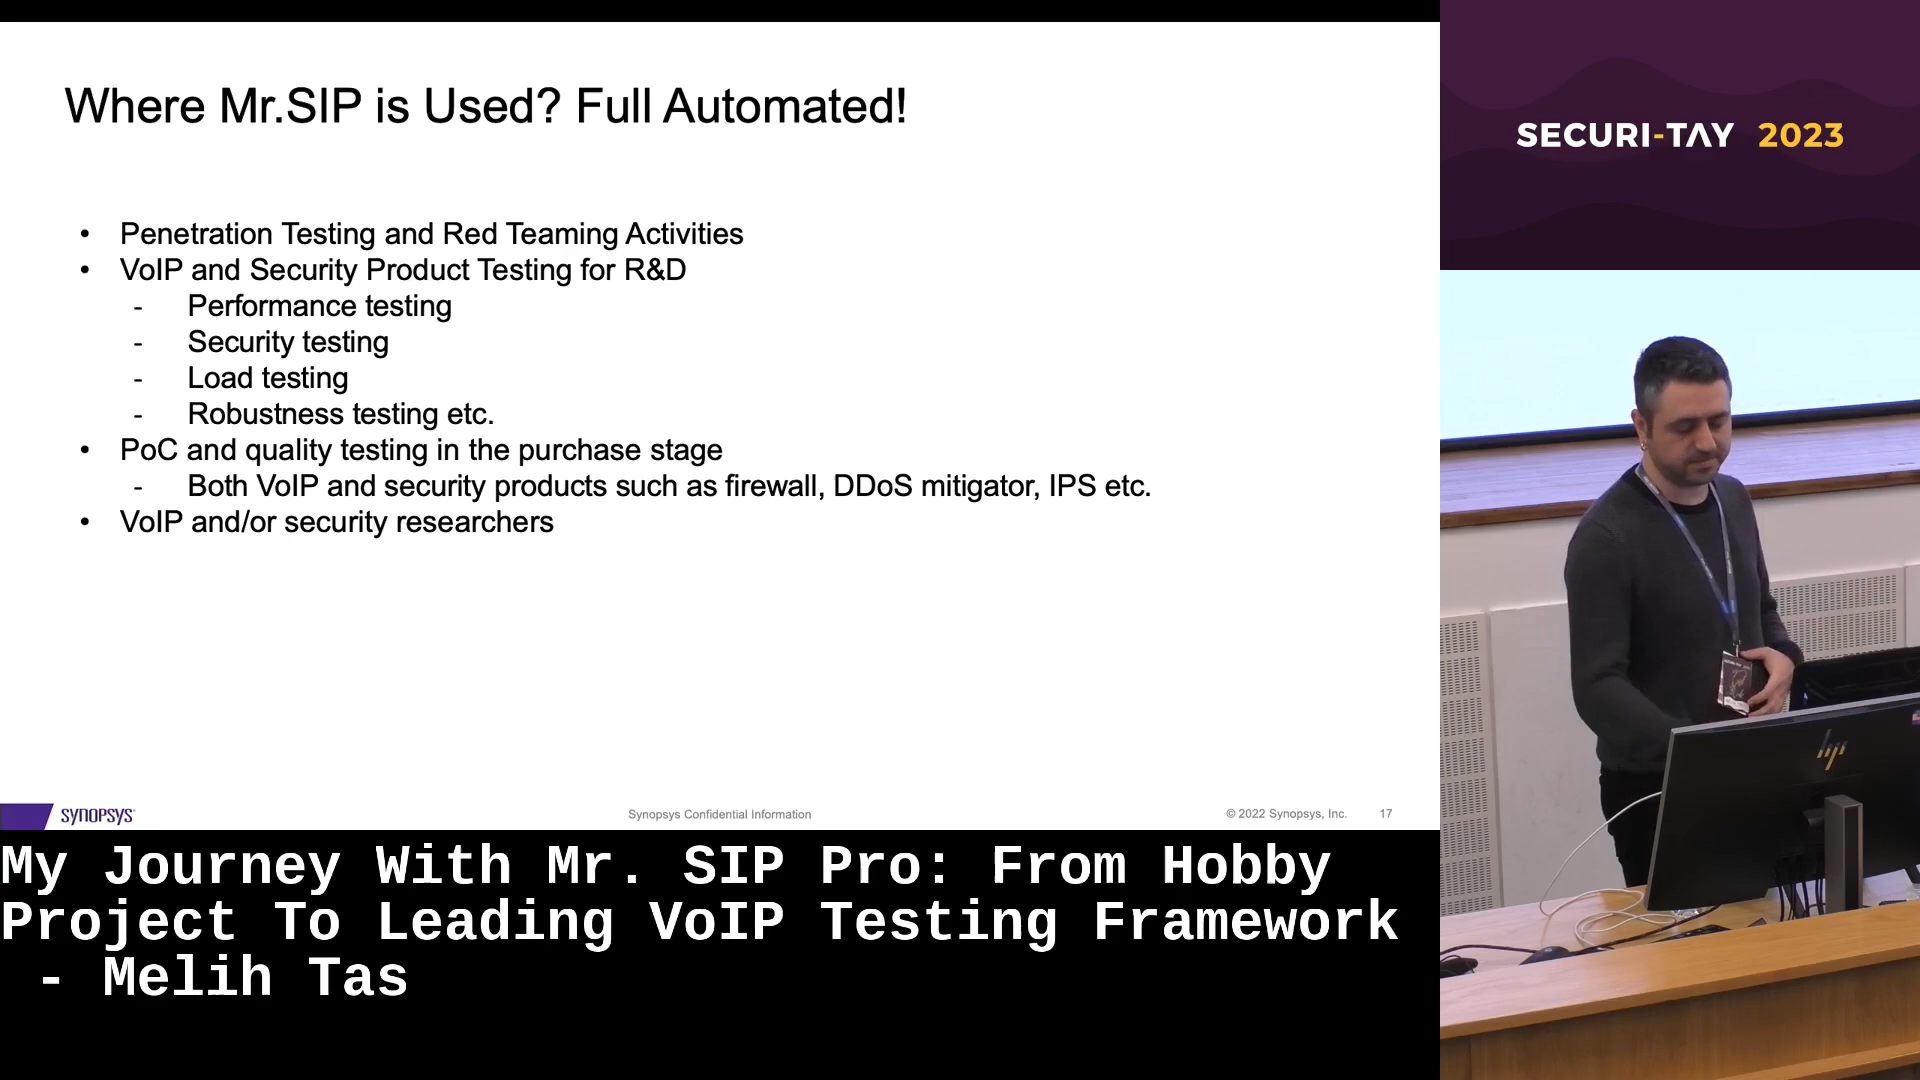 Where Mr.SIP is Used? Full Automated!
• Penetration Testing and Red Teaming Activities
• VoIP and Security Product Testing for R&D
- Performance testing
- Security testing
- Load testing
- Robustness testing etc.
• PoC and quality testing in the purchase stage
- Both VoIP and security products such as firewall, DDoS mitigator, IPS etc.
• VoIP and/or security researchers
SYNOPSYS
Synopsys Confidential Information
© 2022 Synopsys, Inc.
17
SECURI-TAY 2023
hp
My Journey With Mr. SIP Pro: From Hobby
Project To Leading VoIP Testing Framework
- Melih Tas